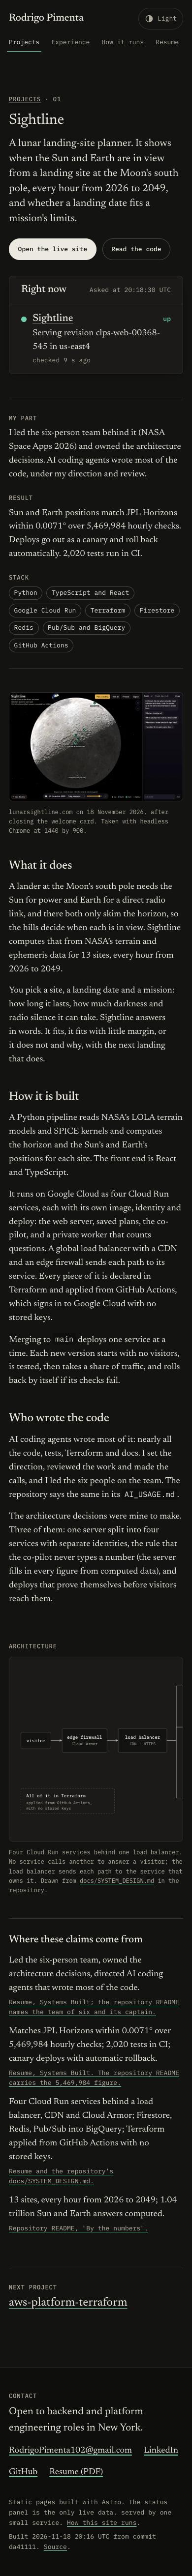 Rodrigo Pimenta
Light
Projects Experience How it runs Resume
PROJECTS · 01
Sightline
A lunar landing-site planner. It shows
when the Sun and Earth are in view
from a landing site at the Moon's south
pole, every hour from 2026 to 2049,
and whether a landing date fits a
mission's limits.
Open the live site
Read the code
Right now
Asked at 20:18:30 UTC
Sightline
up
Serving revision clps-web-00368-
545 in us-east4
checked 9 s ago
MY PART
I led the six-person team behind it (NASA
Space Apps 2026) and owned the architecture
decisions. AI coding agents wrote most of the
code, under my direction and review.
RESULT
Sun and Earth positions match JPL Horizons
within 0.0071° over 5,469,984 hourly checks.
Deploys go out as a canary and roll back
automatically. 2,020 tests run in CI.
STACK
Python
TypeScript and React
Google Cloud Run
Terraform
Firestore
Redis
Pub/Sub and BigQuery
GitHub Actions
Sightline
lunarsightline.com on 18 November 2026, after
closing the welcome card. Taken with headless
Chrome at 1440 by 900.
What it does
A lander at the Moon's south pole needs the
Sun for power and Earth for a direct radio
link, and there both only skim the horizon, so
the hills decide when each is in view. Sightline
computes that from NASA's terrain and
ephemeris data for 13 sites, every hour from
2026 to 2049.
You pick a site, a landing date and a mission:
how long it lasts, how much darkness and
radio silence it can take. Sightline answers
in words. It fits, it fits with little margin, or
it does not and why, with the next landing
that does.
How it is built
A Python pipeline reads NASA's LOLA terrain
models and SPICE kernels and computes
the horizon and the Sun's and Earth's
positions for each site. The front end is React
and TypeScript.
It runs on Google Cloud as four Cloud Run
services, each with its own image, identity and
deploy: the web server, saved plans, the co-
pilot, and a private worker that counts
questions. A global load balancer with a CDN
and an edge firewall sends each path to its
service. Every piece of it is declared in
Terraform and applied from GitHub Actions,
which signs in to Google Cloud with no
stored keys.
Merging to main deploys one service at a
time. Each new version starts with no visitors,
is tested, then takes a share of traffic, and rolls
back by itself if its checks fail.
Who wrote the code
AI coding agents wrote most of it: nearly all
the code, tests, Terraform and docs. I set the
direction, reviewed the work and made the
calls, and I led the six people on the team. The
repository says the same in its AI_USAGE.md.
The architecture decisions were mine to make.
Three of them: one server split into four
services with separate identities, the rule that
the co-pilot never types a number (the server
fills in every figure from computed data), and
deploys that prove themselves before visitors
reach them.
ARCHITECTURE
visitor
edge firewall
Cloud Armor
load balancer
CDN · HTTPS
All of it in Terraform
applied from GitHub Actions,
with no stored keys
Four Cloud Run services behind one load balancer.
No service calls another to answer a visitor; the
load balancer sends each path to the service that
owns it. Drawn from docs/SYSTEM_DESIGN.md in the
repository.
Where these claims come from
Led the six-person team, owned the
architecture decisions, directed AI coding
agents that wrote most of the code.
Resume, Systems Built; the repository README
names the team of six and its captain.
Matches JPL Horizons within 0.0071° over
5,469,984 hourly checks; 2,020 tests in CI;
canary deploys with automatic rollback.
Resume, Systems Built. The repository README
carries the 5,469,984 figure.
Four Cloud Run services behind a load
balancer, CDN and Cloud Armor; Firestore,
Redis, Pub/Sub into BigQuery; Terraform
applied from GitHub Actions with no
stored keys.
Resume and the repository's
docs/SYSTEM_DESIGN.md.
13 sites, every hour from 2026 to 2049; 1.04
trillion Sun and Earth answers computed.
Repository README, "By the numbers".
NEXT PROJECT
aws-platform-terraform
CONTACT
Open to backend and platform
engineering roles in New York.
RodrigoPimenta102@gmail.com LinkedIn
GitHub Resume (PDF)
Static pages built with Astro. The status
panel is the only live data, served by one
small service. How this site runs.
Built 2026-11-18 20:16 UTC from commit
da41111. Source.